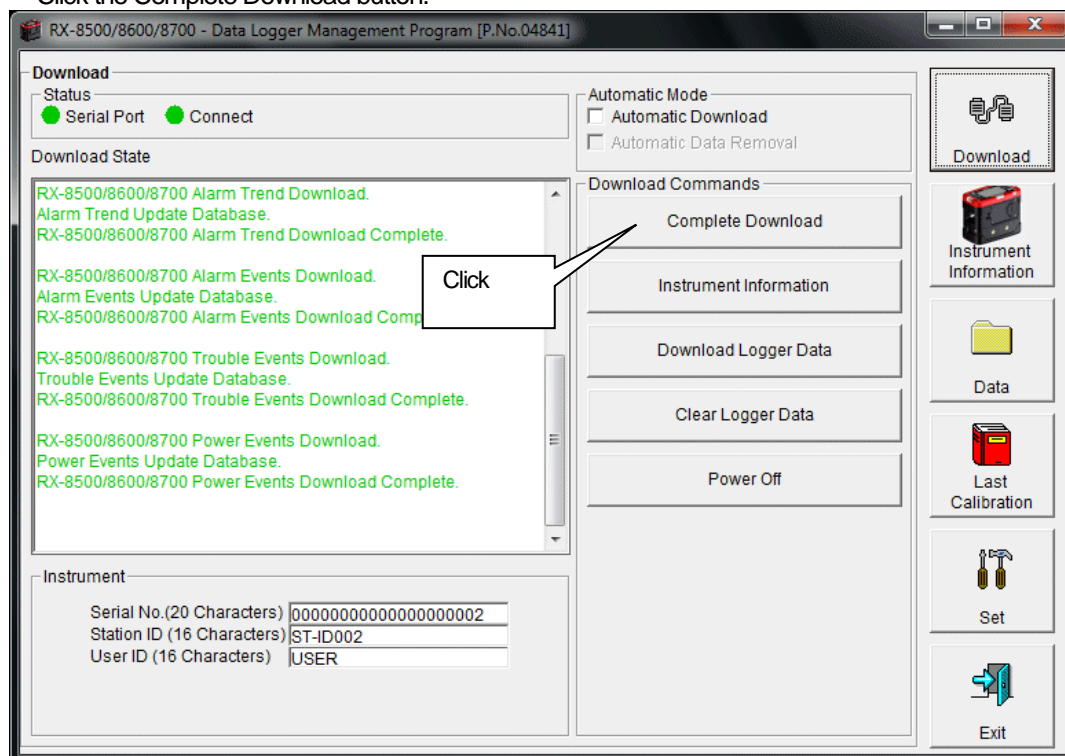 Click the Complete Download button.
RX-8500/8600/8700 - Data Logger Management Program [P.No.04841]
Download
Status
Serial Port Connect
Download State
RX-8500/8600/8700 Alarm Trend Download.
Alarm Trend Update Database.
RX-8500/8600/8700 Alarm Trend Download Complete.
RX-8500/8600/8700 Alarm Events Download.
Alarm Events Update Database.
RX-8500/8600/8700 Alarm Events Download Comp
RX-8500/8600/8700 Trouble Events Download.
Trouble Events Update Database.
RX-8500/8600/8700 Trouble Events Download Complete.
RX-8500/8600/8700 Power Events Download.
Power Events Update Database.
RX-8500/8600/8700 Power Events Download Complete.
Click
Instrument
Serial No.(20 Characters) 00000000000000000002
Station ID (16 Characters) ST-ID002
User ID (16 Characters) USER
Automatic Mode
Automatic Download
Automatic Data Removal
Download Commands
Complete Download
Instrument Information
Download Logger Data
Clear Logger Data
Power Off
Download
Instrument
Information
Data
Last
Calibration
Set
Exit